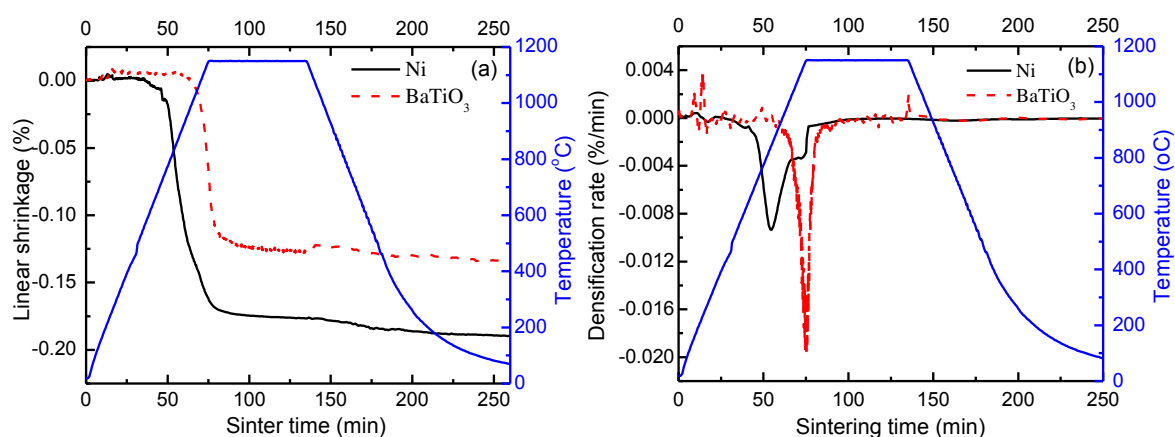 0 50 100 150 200 250
0.00
-0.05
-0.10
-0.15
-0.20
Linear shrinkage (%)
Ni
BaTiO3
(a)
1200
1000
800
600
400
200
0
Temperature (oC)
0 50 100 150 200 250
Sinter time (min)
0 50 100 150 200 250
0.004
0.000
-0.004
-0.008
-0.012
-0.016
-0.020
Densification rate (%/min)
Ni
BaTiO3
(b)
1200
1000
800
600
400
200
0
Temperature (oC)
0 50 100 150 200 250
Sintering time (min)